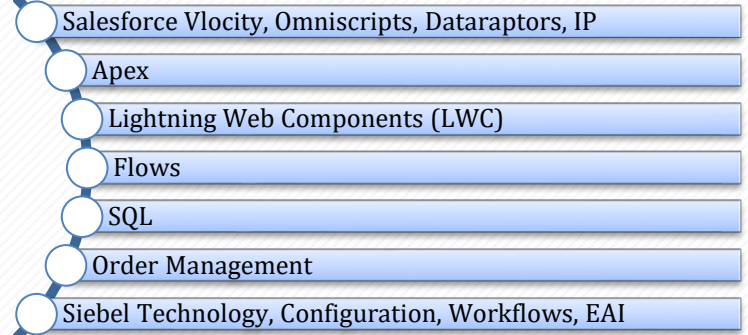 Salesforce Vlocity, Omniscripts, Dataraptors, IP
Apex
Lightning Web Components (LWC)
Flows
SQL
Order Management
Siebel Technology, Configuration, Workflows, EAI